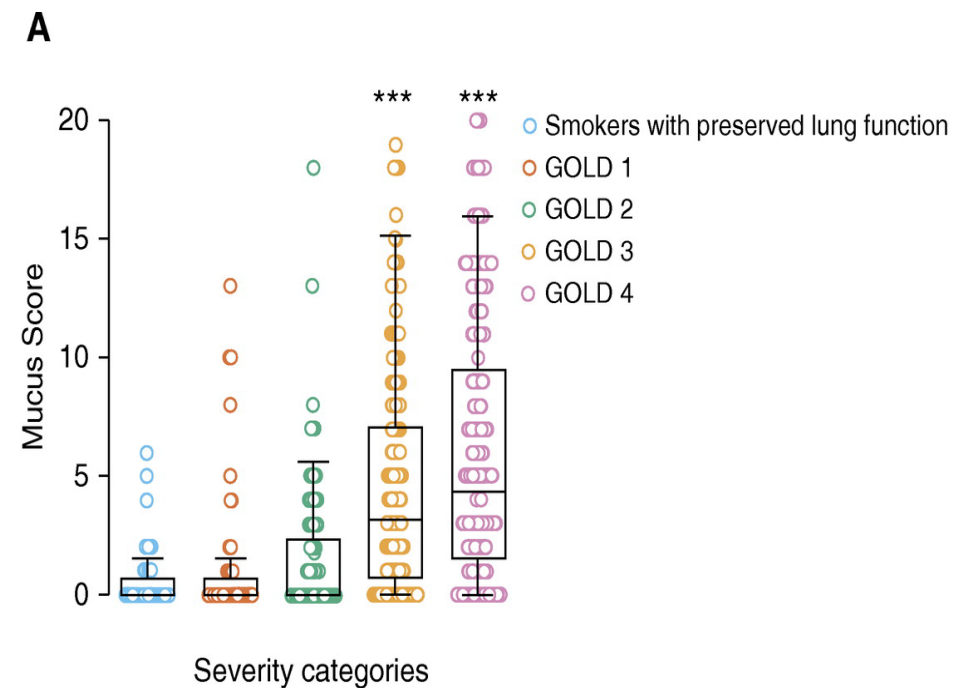 A
*** ***
20
15
10
5
0
Mucus Score
Severity categories
Smokers with preserved lung function
GOLD 1
GOLD 2
GOLD 3
GOLD 4